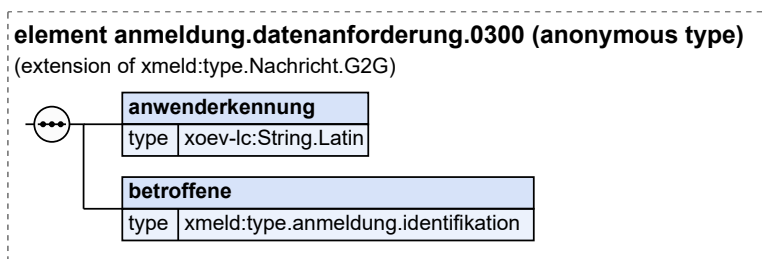 element anmeldung.datenanforderung.0300 (anonymous type)
(extension of xmeld:type.Nachricht.G2G)
anwenderkennung
type xoev-lc:String.Latin
betroffene
type xmeld:type.anmeldung.identifikation